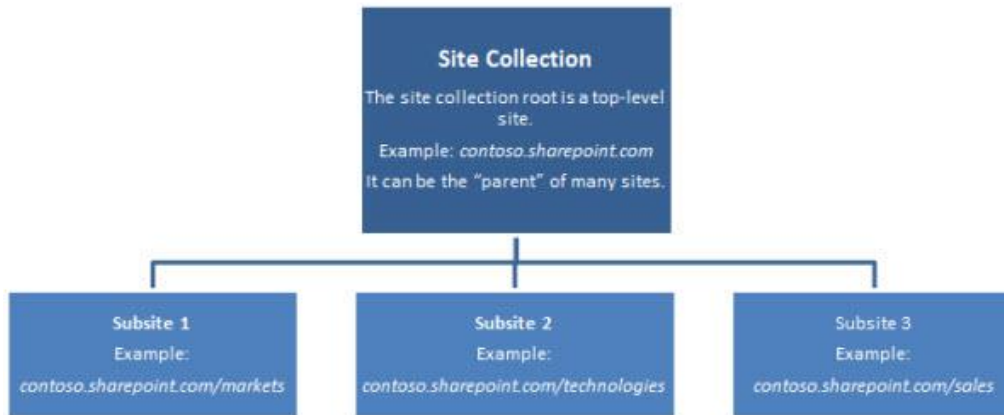 Site Collection
The site collection root is a top-level
site.
Example: contoso.sharepoint.com
It can be the “parent” of many sites.
Subsite 1
Example:
contoso.sharepoint.com/markets
Subsite 2
Example:
contoso.sharepoint.com/technologies
Subsite 3
Example:
contoso.sharepoint.com/sales